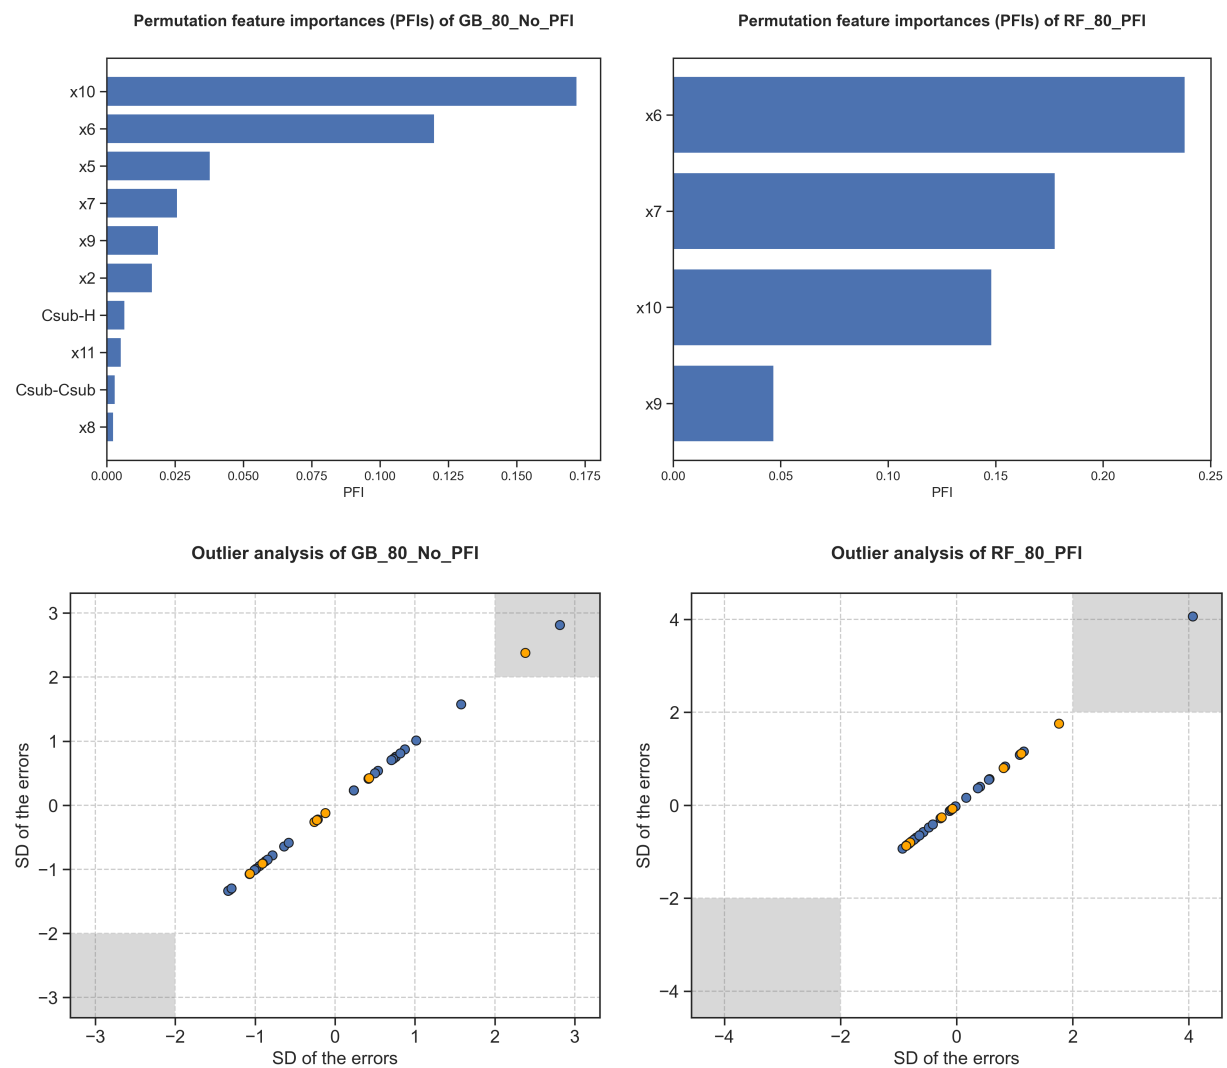 Permutation feature importances (PFIs) of GB_80_No_PFI
x10
x6
x5
x7
x9
x2
Csub-H
x11
Csub-Csub
x8
0.000 0.025 0.050 0.075 0.100 0.125 0.150 0.175
PFI
Permutation feature importances (PFIs) of RF_80_PFI
x6
x7
x10
x9
0.00 0.05 0.10 0.15 0.20 0.25
PFI
Outlier analysis of GB_80_No_PFI
SD of the errors
3
2
1
0
−1
−2
−3
−3 −2 −1 0 1 2 3
SD of the errors
Outlier analysis of RF_80_PFI
SD of the errors
4
2
0
−2
−4
−4 −2 0 2 4
SD of the errors